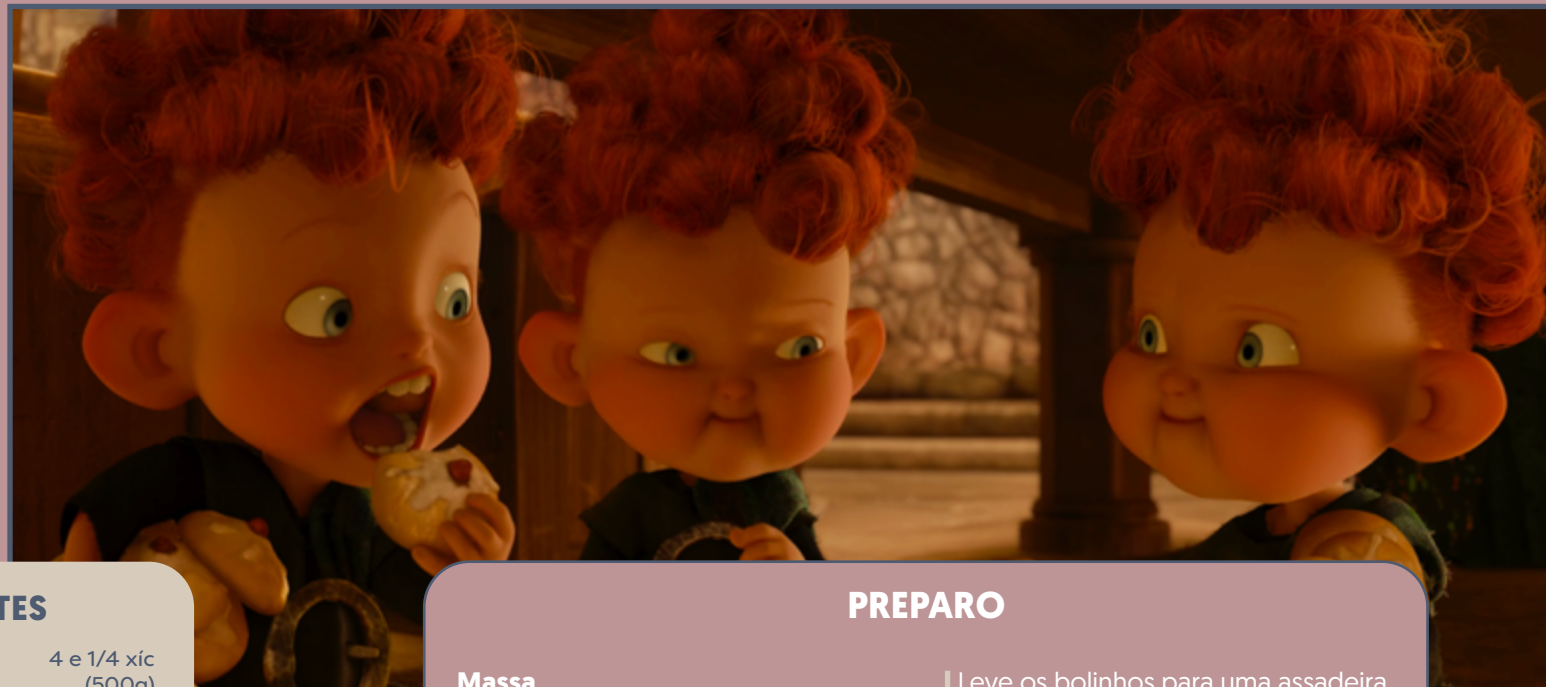 TES
4 e 1/4 xíc
(500g)
PREPARO
Massa
Leve os bolinhos para uma assadeira